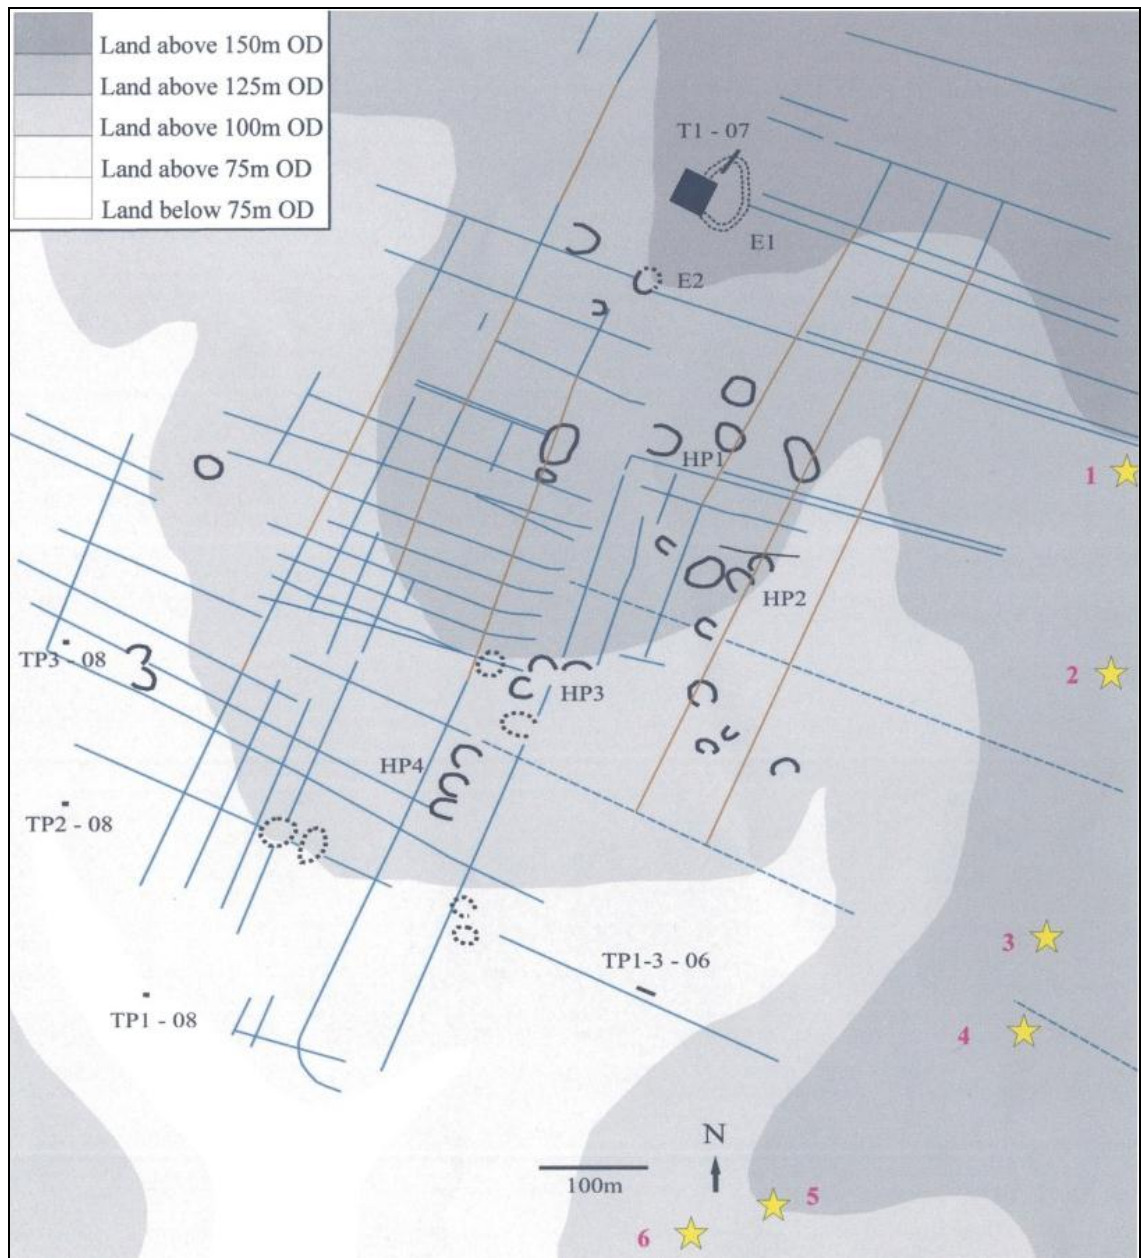 Land above 150m OD
Land above 125m OD
Land above 100m OD
Land above 75m OD
Land below 75m OD
T1 - 07
E1
E2
HP1
1
HP2
TP3 - 08
HP3
2
HP4
TP2 - 08
3
TP1-3 - 06
TP1 - 08
4
N
100m
5
6